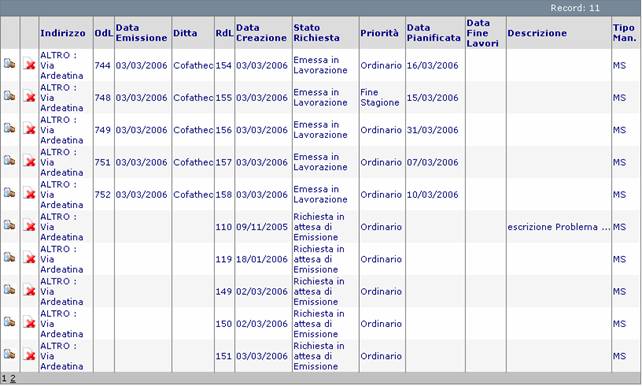 Record: 11
Indirizzo OdL Data Emissione Ditta RdL Data Creazione Stato Richiesta Priorità Data Pianificata Data Fine Lavori Descrizione Tipo Man.
ALTRO : Via Ardeatina 744 03/03/2006 Cofathec 154 03/03/2006 Emessa in Lavorazione Ordinario 16/03/2006 MS
ALTRO : Via Ardeatina 748 03/03/2006 Cofathec 155 03/03/2006 Emessa in Lavorazione Fine Stagione 15/03/2006 MS
ALTRO : Via Ardeatina 749 03/03/2006 Cofathec 156 03/03/2006 Emessa in Lavorazione Ordinario 31/03/2006 MS
ALTRO : Via Ardeatina 751 03/03/2006 Cofathec 157 03/03/2006 Emessa in Lavorazione Ordinario 07/03/2006 MS
ALTRO : Via Ardeatina 752 03/03/2006 Cofathec 158 03/03/2006 Emessa in Lavorazione Ordinario 10/03/2006 MS
ALTRO : Via Ardeatina 110 09/11/2005 Richiesta in attesa di Emissione Ordinario escrizione Problema ... MS
ALTRO : Via Ardeatina 119 18/01/2006 Richiesta in attesa di Emissione Ordinario MS
ALTRO : Via Ardeatina 149 02/03/2006 Richiesta in attesa di Emissione Ordinario MS
ALTRO : Via Ardeatina 150 02/03/2006 Richiesta in attesa di Emissione Ordinario MS
ALTRO : Via Ardeatina 151 03/03/2006 Richiesta in attesa di Emissione Ordinario MS
1 2